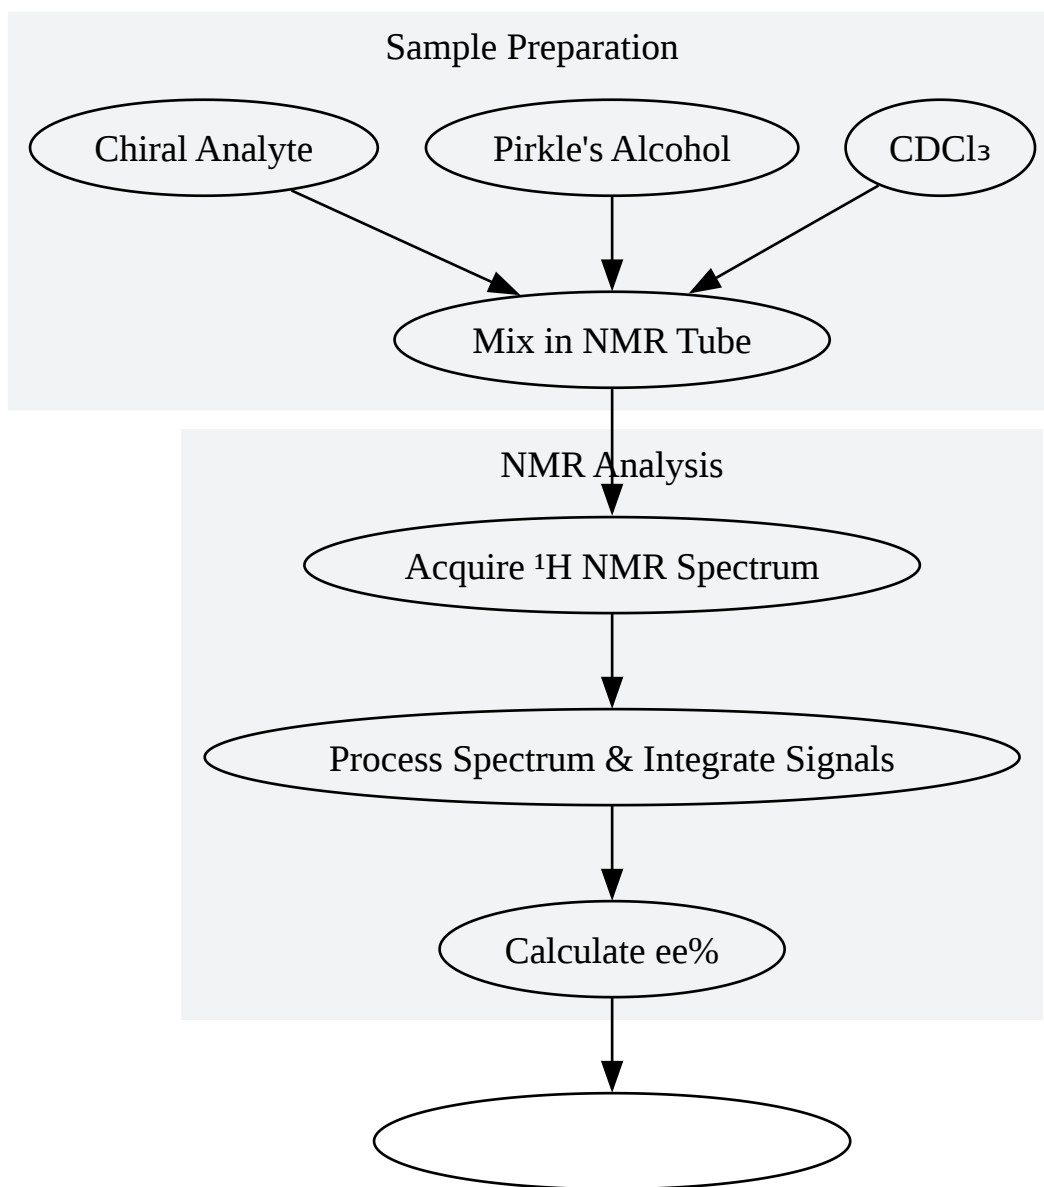 Sample Preparation
Chiral Analyte
Pirkle's Alcohol
CDCl₃
Mix in NMR Tube
NMR Analysis
Acquire ¹H NMR Spectrum
Process Spectrum & Integrate Signals
Calculate ee%